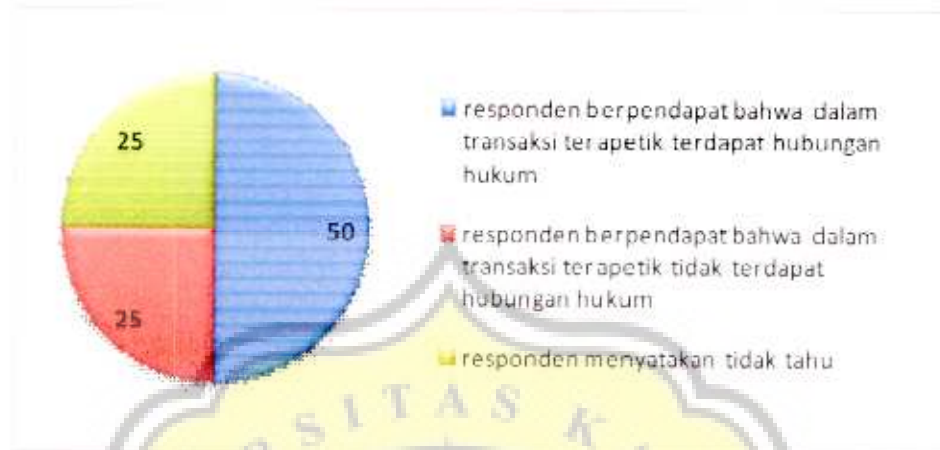 25
50
25
responden berpendapat bahwa dalam
transaksi terapetik terdapat hubungan
hukum
responden berpendapat bahwa dalam
transaksi terapetik tidak terdapat
hubungan hukum
responden menyatakan tidak tahu
RSITAS K